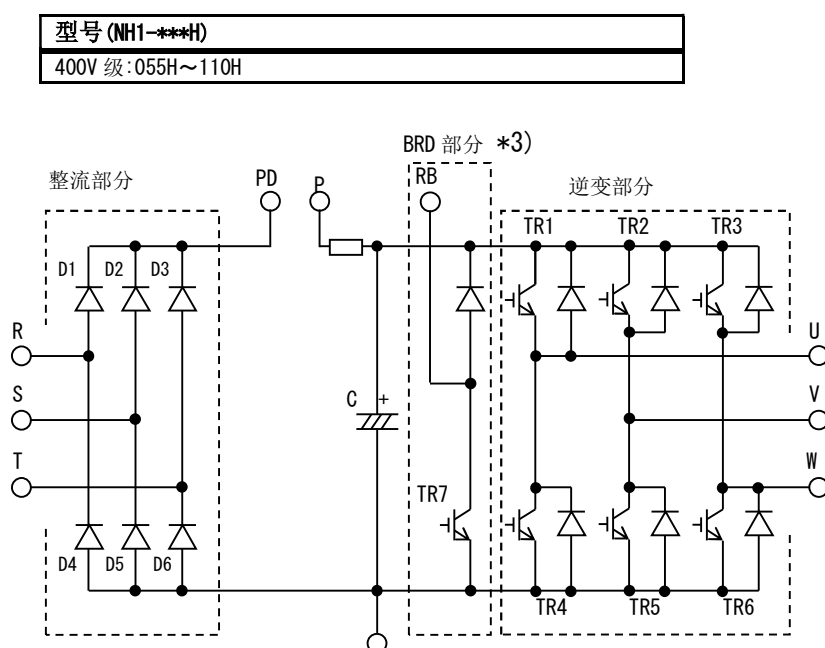 型号(NH1-***H)
400V 级:055H～110H
BRD 部分 *3)
整流部分
PD
P
RB
逆变部分
TR1
TR2
TR3
D1
D2
D3
R
U
S
C
+
V
T
W
TR7
D4
D5
D6
TR4
TR5
TR6